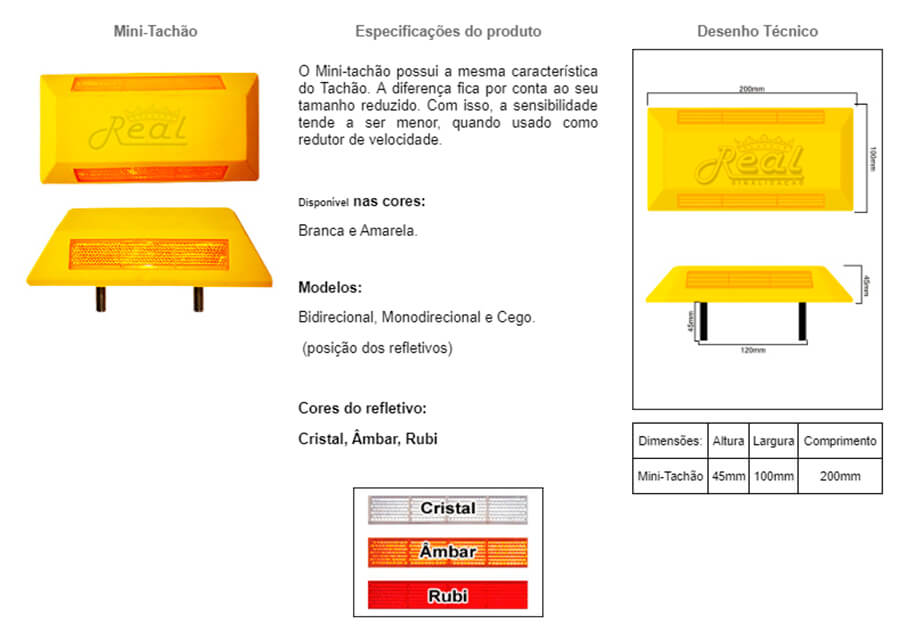 Mini-Tachão
Real
Especificações do produto
O Mini-tachão possui a mesma característica
do Tachão. A diferença fica por conta ao seu
tamanho reduzido. Com isso, a sensibilidade
tende a ser menor, quando usado como
redutor de velocidade.
Disponível nas cores:
Branca e Amarela.
Modelos:
Bidirecional, Monodirecional e Cego.
(posição dos refletivos)
Cores do refletivo:
Cristal, Âmbar, Rubi
Cristal
Âmbar
Rubi
Desenho Técnico
200mm
100mm
Real
SINALIZAÇÃO
45mm
45mm
120mm
Dimensões: Altura Largura Comprimento
Mini-Tachão 45mm 100mm 200mm